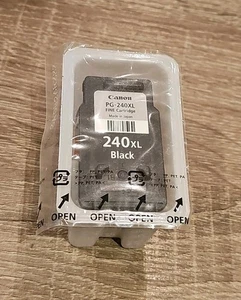 Canon
PG-240XL
FINE Cartridge
Made in Japan
240XL
Black
OPEN OPEN OPEN OPEN